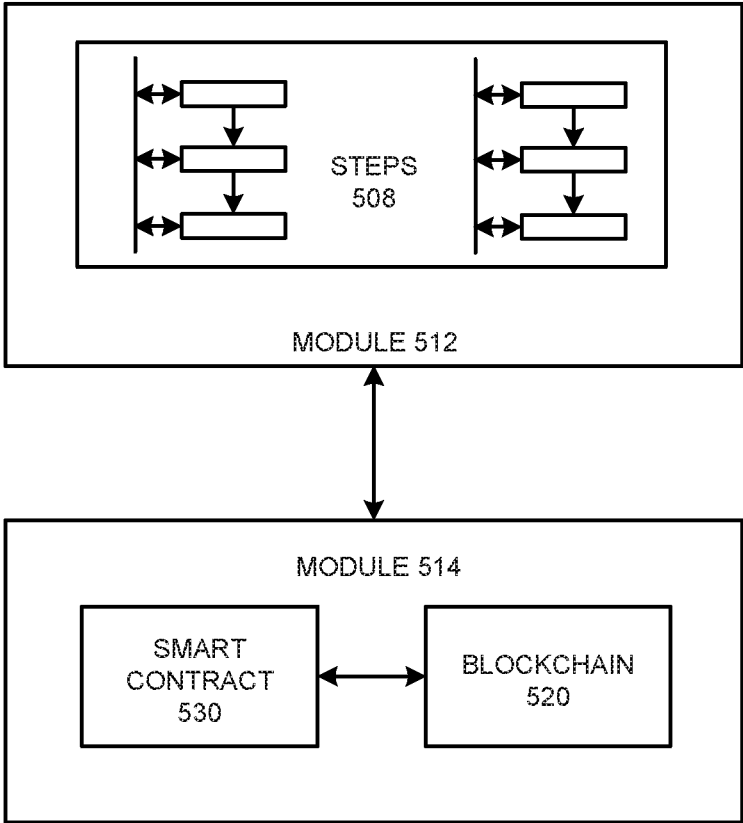 STEPS
508
MODULE 512
MODULE 514
SMART
CONTRACT
530
BLOCKCHAIN
520